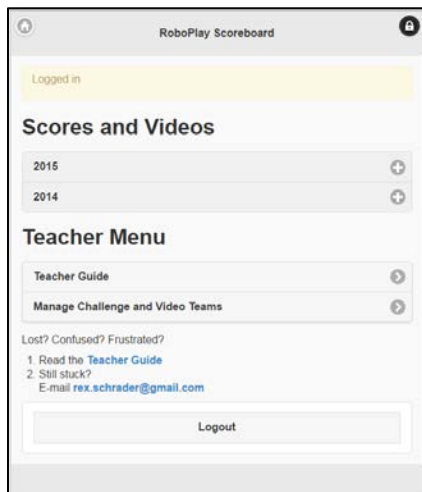 RoboPlay Scoreboard
Logged in
Scores and Videos
2015
2014
Teacher Menu
Teacher Guide
Manage Challenge and Video Teams
Lost? Confused? Frustrated?
1. Read the Teacher Guide
2. Still stuck?
E-mail rex.schrader@gmail.com
Logout